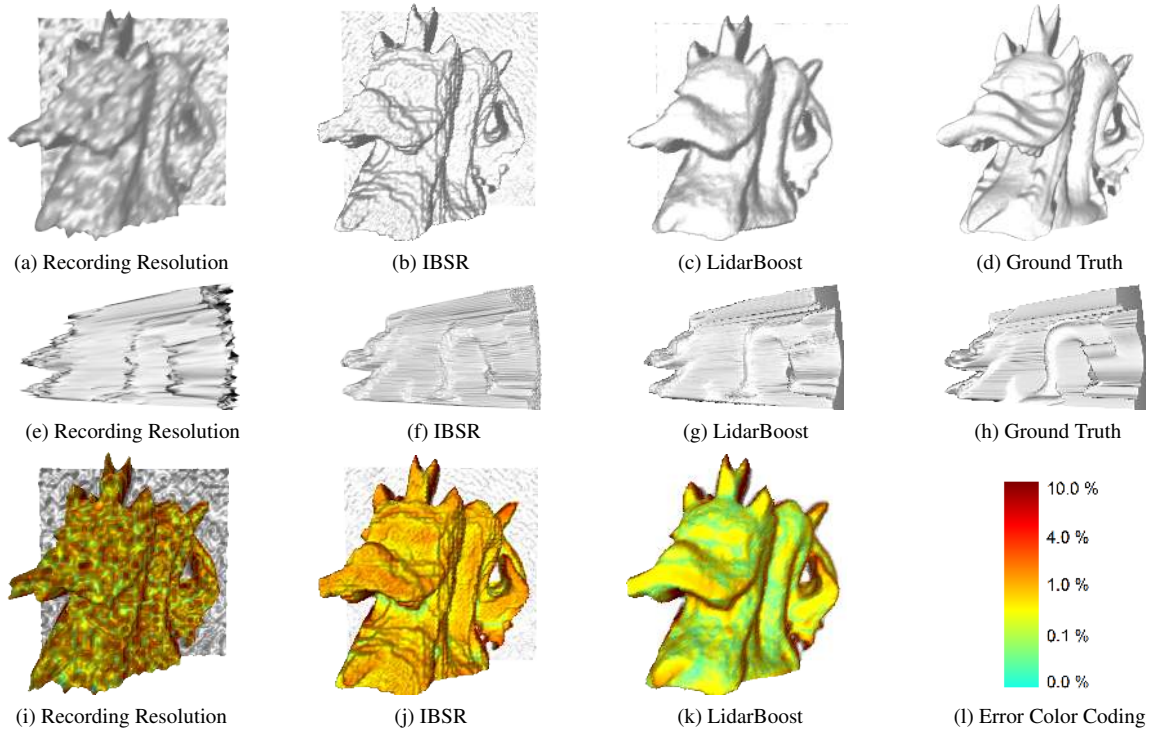 (a) Recording Resolution
(b) IBSR
(c) LidarBoost
(d) Ground Truth
(e) Recording Resolution
(f) IBSR
(g) LidarBoost
(h) Ground Truth
10.0 %
4.0 %
1.0 %
0.1 %
0.0 %
(i) Recording Resolution
(j) IBSR
(k) LidarBoost
(l) Error Color Coding